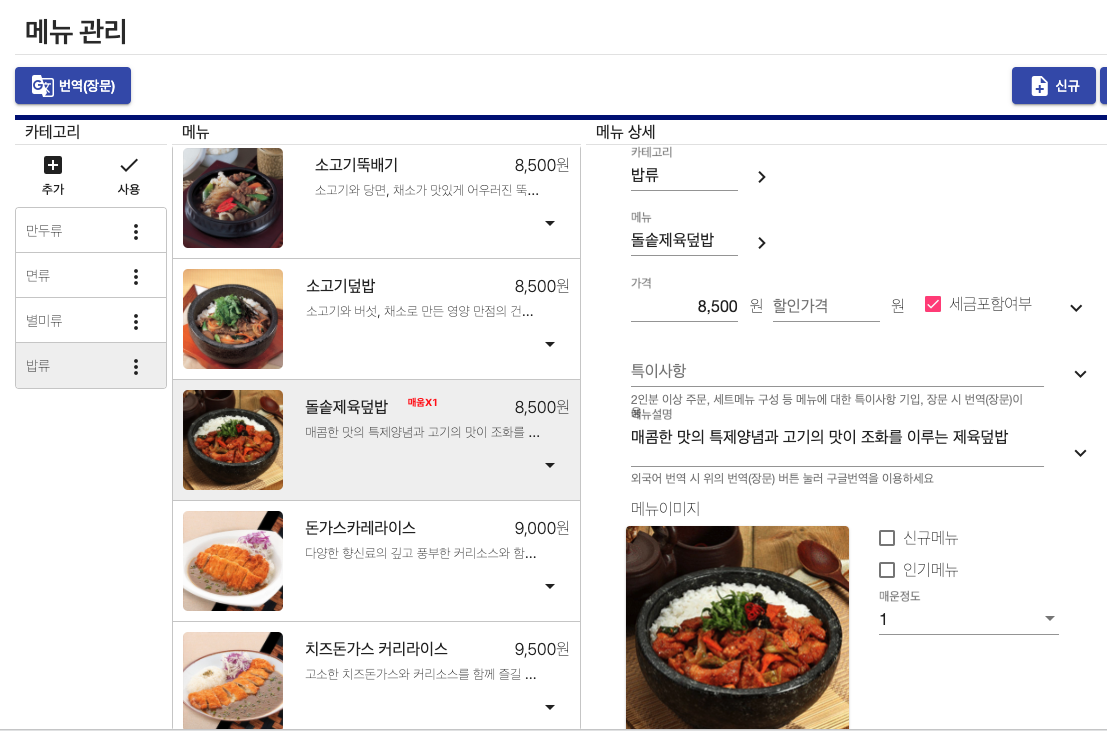 메뉴 관리
번역(장문)
신규
카테고리
추가
사용
만두류
면류
별미류
밥류
메뉴
소고기뚝배기
8,500원
소고기와 당면, 채소가 맛있게 어우러진 뚝...
소고기덮밥
8,500원
소고기와 버섯, 채소로 만든 영양 만점의 건...
돌솥제육덮밥
매움X1
8,500원
매콤한 맛의 특제양념과 고기의 맛이 조화를 ...
돈가스카레라이스
9,000원
다양한 향신료의 깊고 풍부한 커리소스와 함...
치즈돈가스 커리라이스
9,500원
고소한 치즈돈가스와 커리소스를 함께 즐길 ...
메뉴 상세
카테고리
밥류
메뉴
돌솥제육덮밥
가격
8,500 원
할인가격 원
세금포함여부
특이사항
2인분 이상 주문, 세트메뉴 구성 등 메뉴에 대한 특이사항 기입, 장문 시 번역(장문)이
메뉴설명
매콤한 맛의 특제양념과 고기의 맛이 조화를 이루는 제육덮밥
외국어 번역 시 위의 번역(장문) 버튼 눌러 구글번역을 이용하세요
메뉴이미지
신규메뉴
인기메뉴
매운정도
1